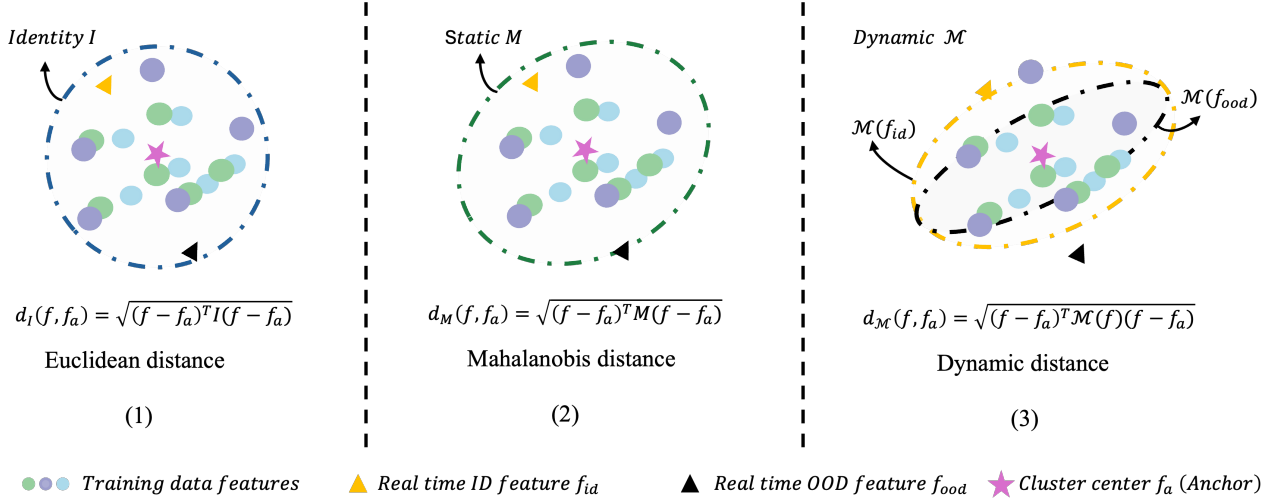 Identity I
d_I(f, f_a) = √(f − f_a)^T I(f − f_a)
Euclidean distance
(1)
Static M
d_M(f, f_a) = √(f − f_a)^T M(f − f_a)
Mahalanobis distance
(2)
Dynamic ℳ
ℳ(f_ood)
ℳ(f_id)
d_ℳ(f, f_a) = √(f − f_a)^T ℳ(f)(f − f_a)
Dynamic distance
(3)
Training data features
Real time ID feature f_id
Real time OOD feature f_ood
Cluster center f_a (Anchor)